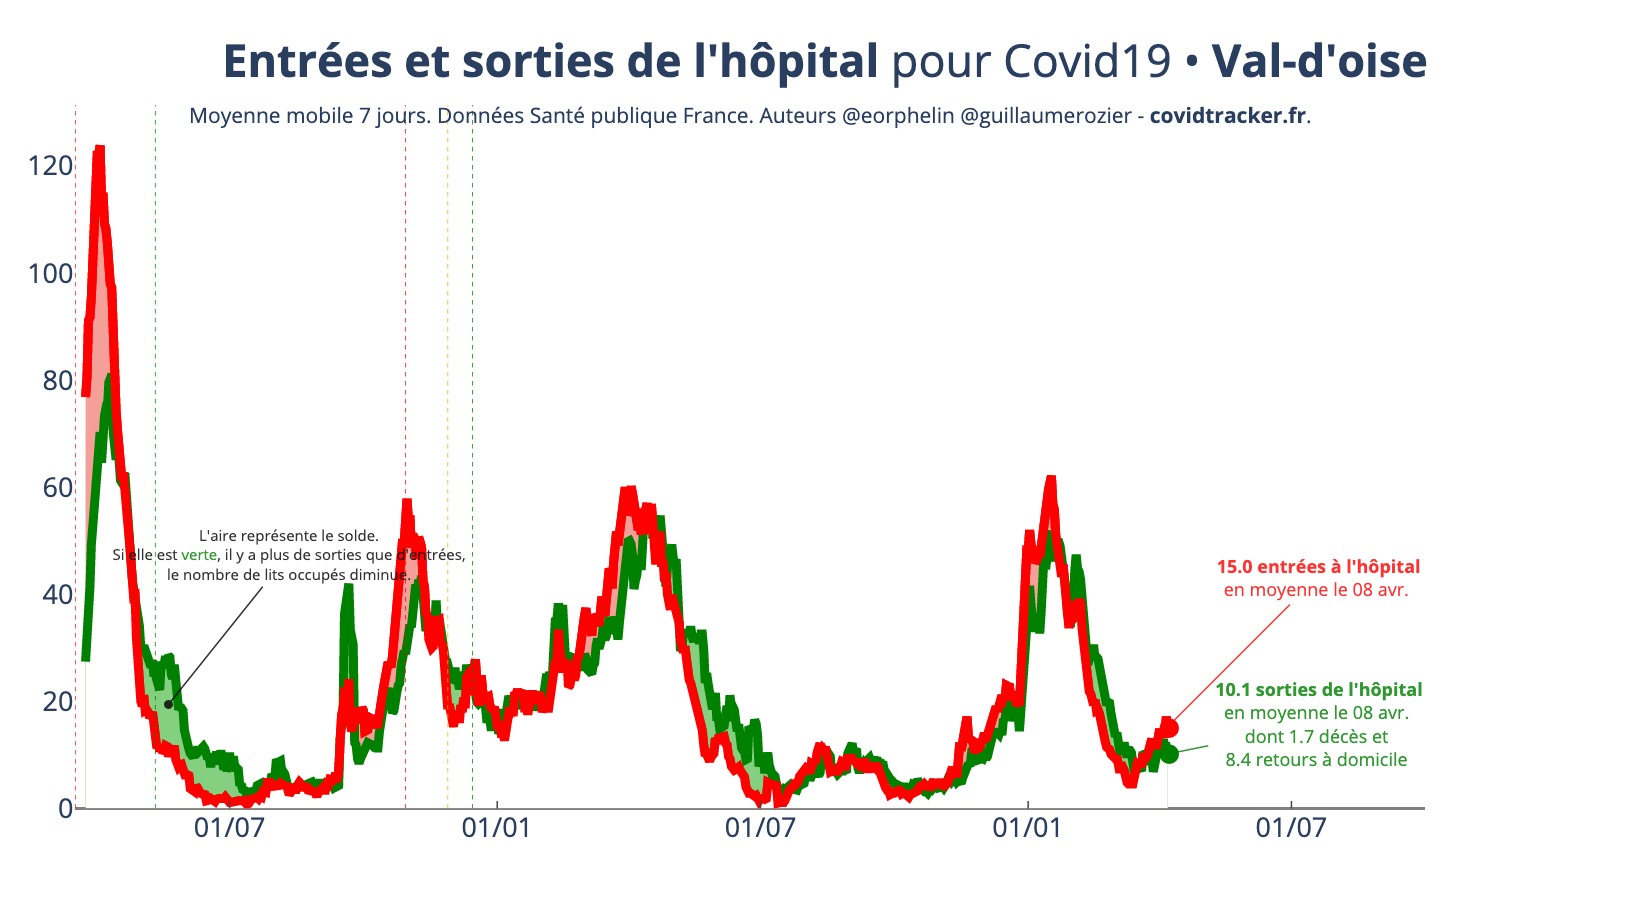 Entrées et sorties de l'hôpital pour Covid19 • Val-d'oise
Moyenne mobile 7 jours. Données Santé publique France. Auteurs @eorphelin @guillaumerozier - covidtracker.fr.
120
100
80
60
40
20
0
L'aire représente le solde.
Si elle est verte, il y a plus de sorties que d'entrées,
le nombre de lits occupés diminue.
15.0 entrées à l'hôpital
en moyenne le 08 avr.
10.1 sorties de l'hôpital
en moyenne le 08 avr.
dont 1.7 décès et
8.4 retours à domicile
01/07
01/01
01/07
01/01
01/07